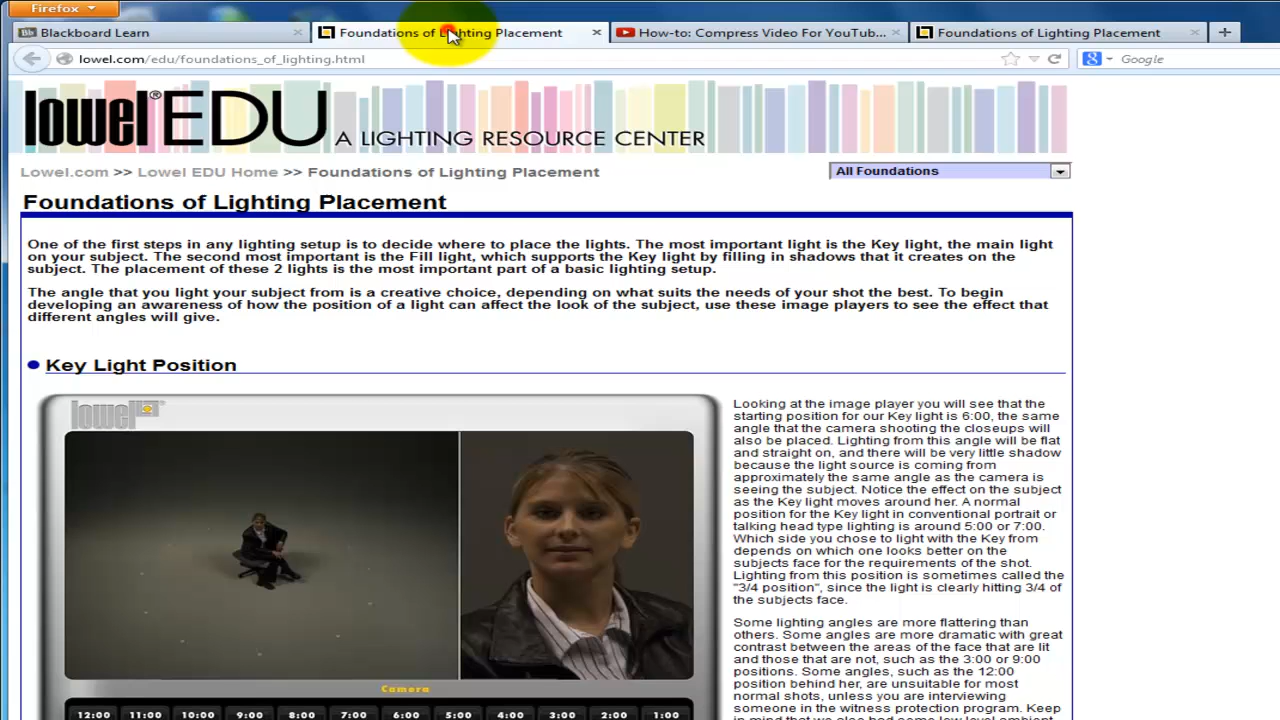 Firefox
Bb Blackboard Learn
Foundations of Lighting Placement
How-to: Compress Video For YouTub...
Foundations of Lighting Placement
lowel.com/edu/foundations_of_lighting.html
8 Google
lowel® EDU A LIGHTING RESOURCE CENTER
Lowel.com >> Lowel EDU Home >> Foundations of Lighting Placement
All Foundations
Foundations of Lighting Placement
One of the first steps in any lighting setup is to decide where to place the lights. The most important light is the Key light, the main light
on your subject. The second most important is the Fill light, which supports the Key light by filling in shadows that it creates on the
subject. The placement of these 2 lights is the most important part of a basic lighting setup.
The angle that you light your subject from is a creative choice, depending on what suits the needs of your shot the best. To begin
developing an awareness of how the position of a light can affect the look of the subject, use these image players to see the effect that
different angles will give.
Key Light Position
lowel
Camera
12:00 11:00 10:00 9:00 8:00 7:00 6:00 5:00 4:00 3:00 2:00 1:00
Looking at the image player you will see that the
starting position for our Key light is 6:00, the same
angle that the camera shooting the closeups will
also be placed. Lighting from this angle will be flat
and straight on, and there will be very little shadow
because the light source is coming from
approximately the same angle as the camera is
seeing the subject. Notice the effect on the subject
as the Key light moves around her. A normal
position for the Key light in conventional portrait or
talking head type lighting is around 5:00 or 7:00.
Which side you chose to light with the Key from
depends on which one looks better on the
subjects face for the requirements of the shot.
Lighting from this position is sometimes called the
"3/4 position", since the light is clearly hitting 3/4 of
the subjects face.
Some lighting angles are more flattering than
others. Some angles are more dramatic with great
contrast between the areas of the face that are lit
and those that are not, such as the 3:00 or 9:00
positions. Some angles, such as the 12:00
position behind her, are unsuitable for most
normal shots, unless you are interviewing
someone in the witness protection program. Keep
in mind that we also had some low level ambient